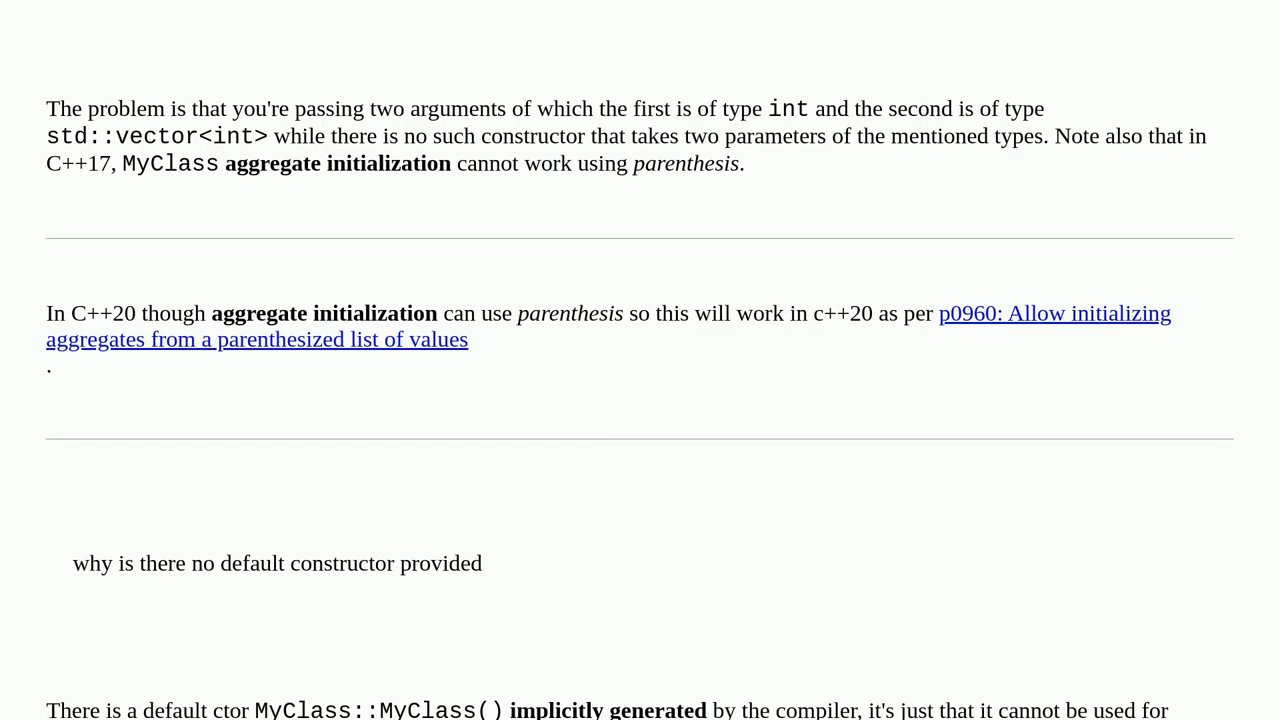 The problem is that you're passing two arguments of which the first is of type int and the second is of type
std::vector<int> while there is no such constructor that takes two parameters of the mentioned types. Note also that in
C++17, MyClass aggregate initialization cannot work using parenthesis.
In C++20 though aggregate initialization can use parenthesis so this will work in c++20 as per p0960: Allow initializing
aggregates from a parenthesized list of values
.
why is there no default constructor provided
There is a default ctor MyClass::MyClass() implicitly generated by the compiler, it's just that it cannot be used for